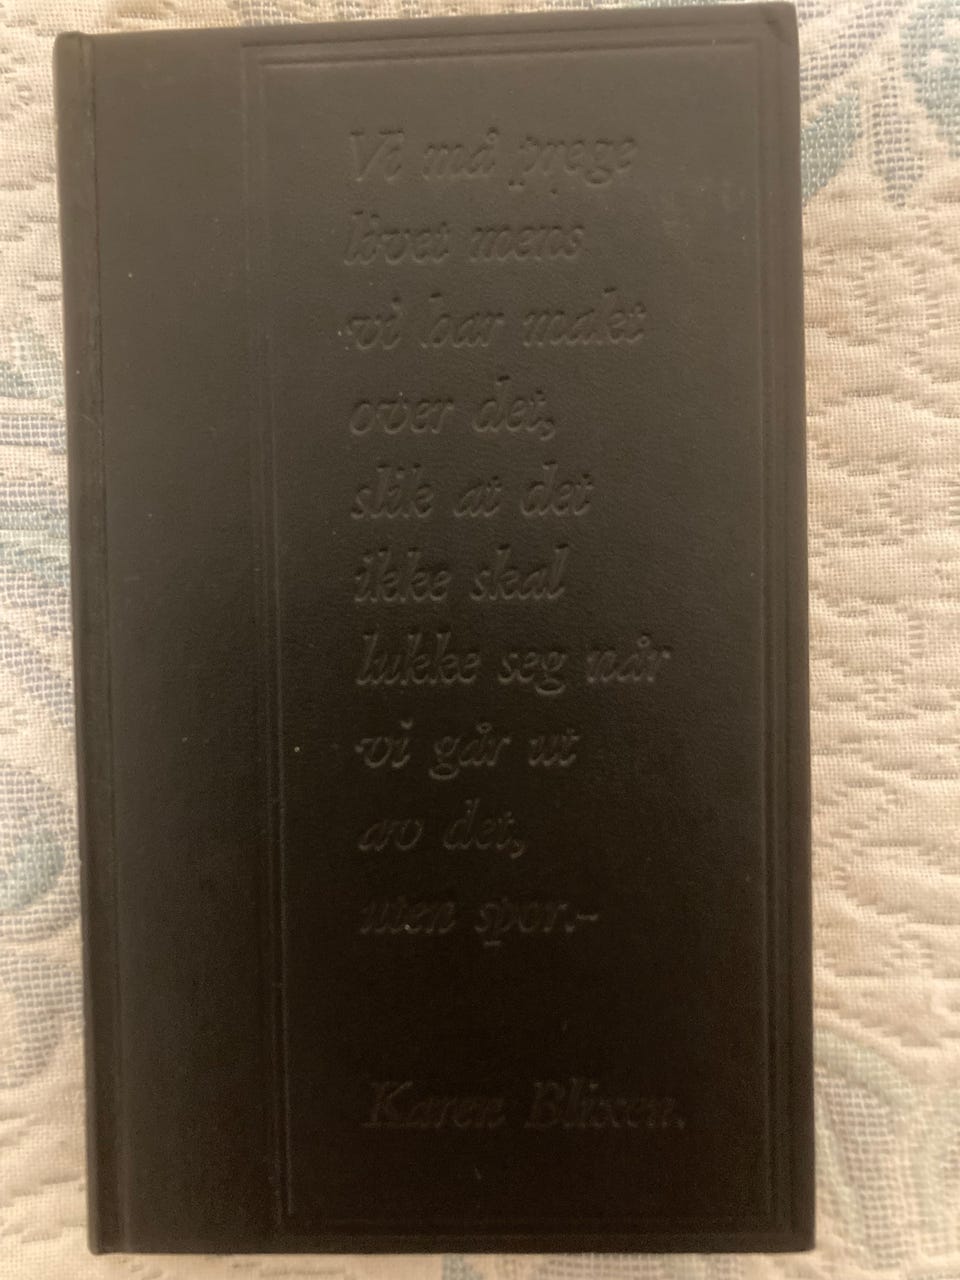 Vi må prege
livet mens
vi har makt
over det,
slik at det
ikke skal
lukke seg når
vi går ut
av det,
uten spor.-
Karen Blixen.